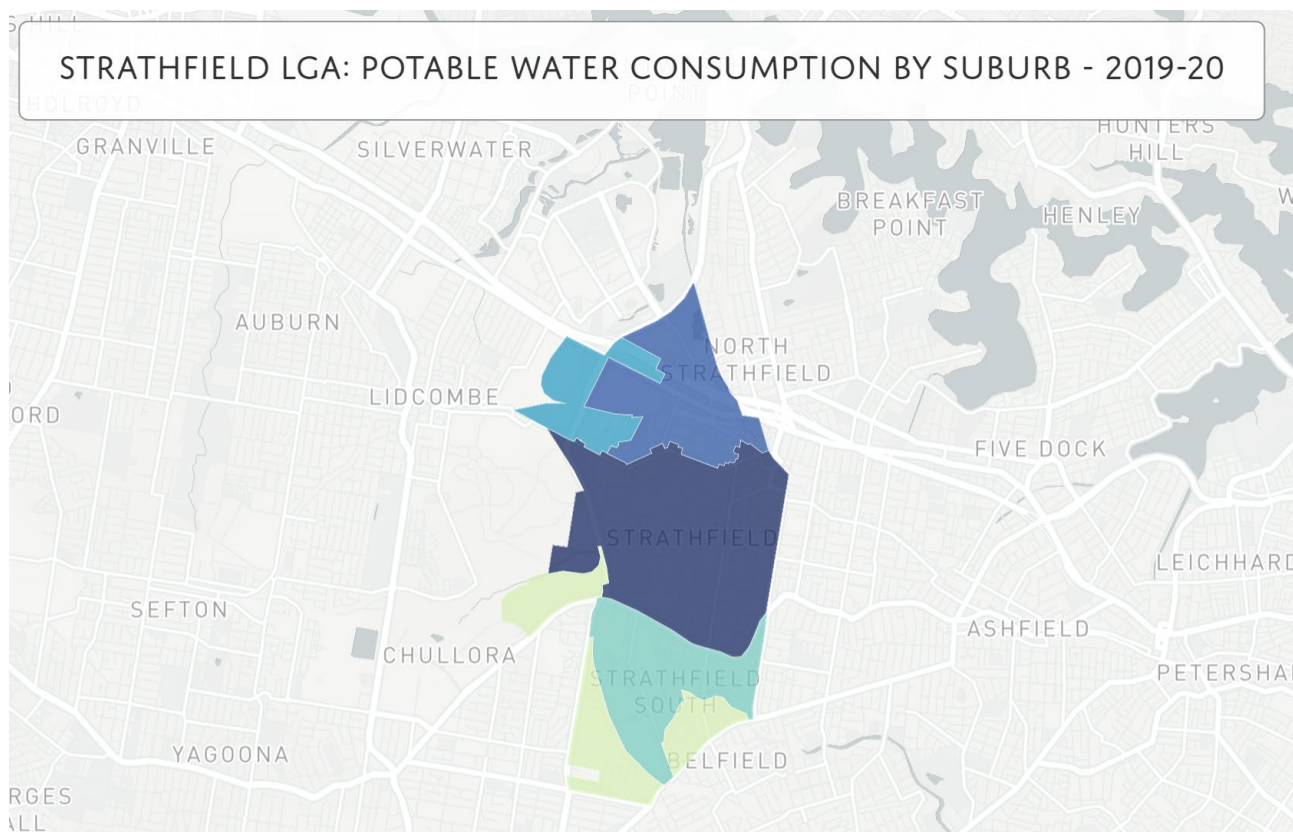 STRATHFIELD LGA: POTABLE WATER CONSUMPTION BY SUBURB - 2019-20
HOLROYD
POINT
GRANVILLE
SILVERWATER
HUNTERS
HILL
BREAKFAST
POINT
HENLEY
AUBURN
NORTH
STRATHFIELD
LIDCOMBE
ORD
FIVE DOCK
STRATHFIELD
LEICHHARD
SEFTON
ASHFIELD
CHULLORA
PETERSHA
STRATHFIELD
SOUTH
YAGOONA
BELFIELD
RGES
ALL